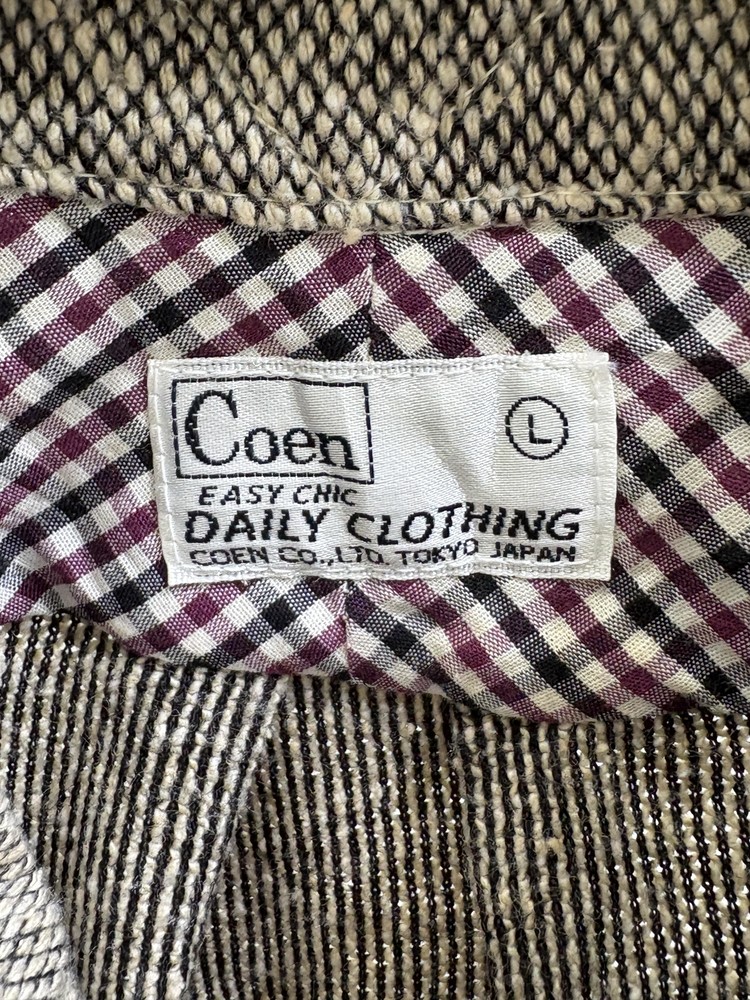 Coen
L
EASY CHIC
DAILY CLOTHING
COEN CO.,LTD. TOKYO JAPAN